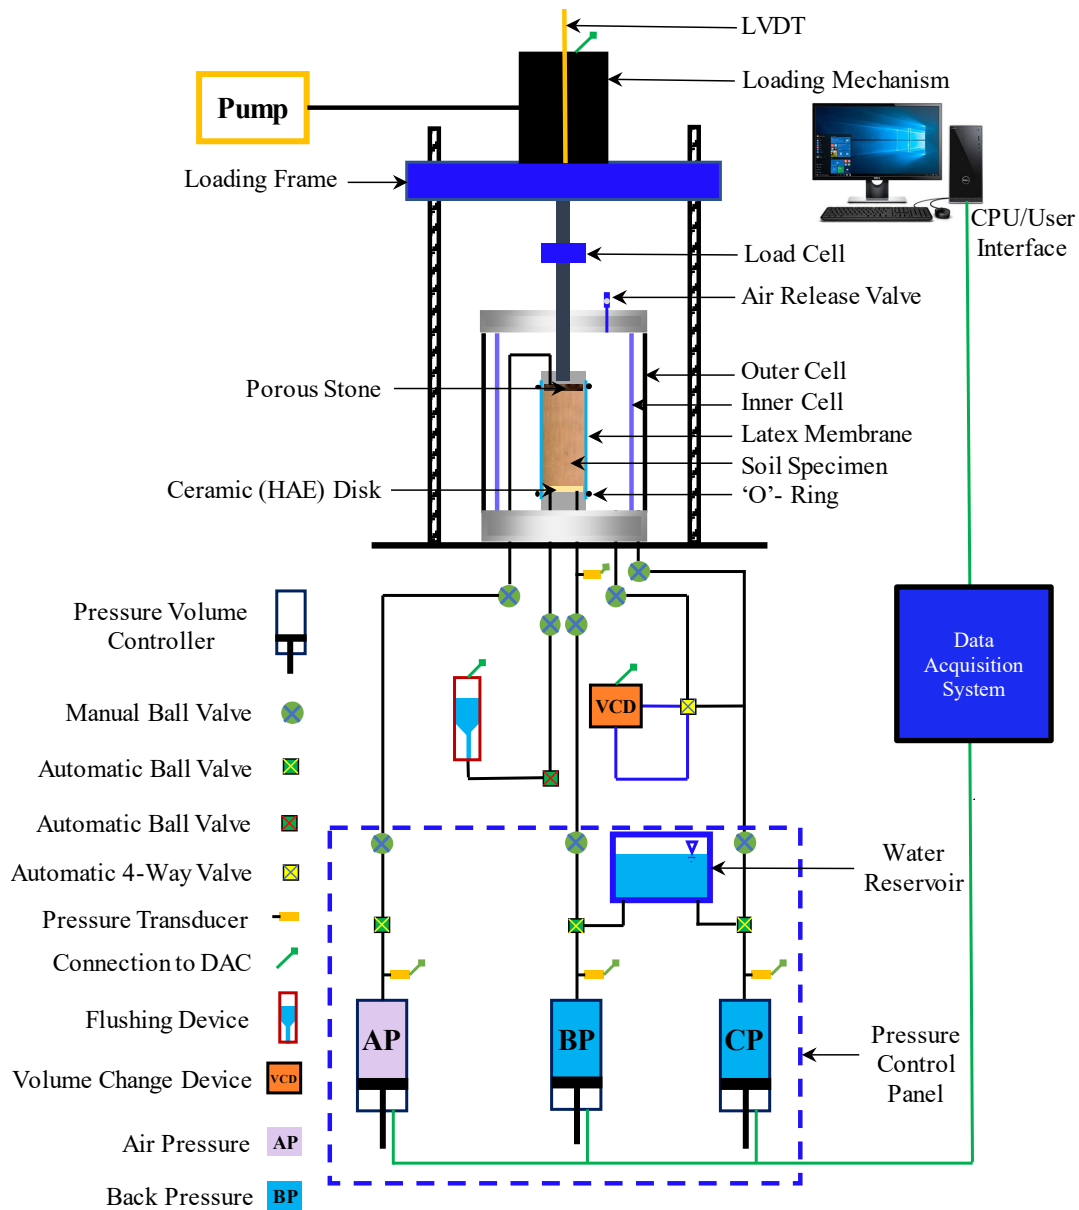 LVDT
Loading Mechanism
Pump
Loading Frame
CPU/User
Interface
Load Cell
Air Release Valve
Outer Cell
Porous Stone
Inner Cell
Latex Membrane
Soil Specimen
Ceramic (HAE) Disk
‘O’- Ring
Pressure Volume
Controller
Data
Acquisition
System
VCD
Manual Ball Valve
Automatic Ball Valve
Automatic Ball Valve
Automatic 4-Way Valve
Water
Reservoir
Pressure Transducer
Connection to DAC
Flushing Device
AP
BP
CP
Pressure
Control
Panel
Volume Change Device
VCD
Air Pressure
AP
Back Pressure
BP